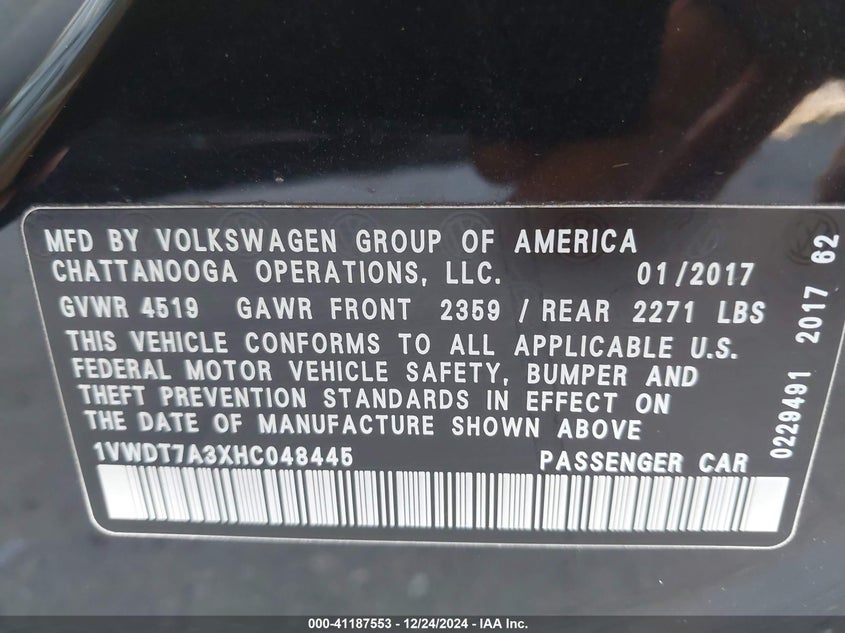 MFD BY VOLKSWAGEN GROUP OF AMERICA
CHATTANOOGA OPERATIONS, LLC. 01/2017
GVWR 4519 GAWR FRONT 2359 / REAR 2271 LBS
THIS VEHICLE CONFORMS TO ALL APPLICABLE U.S.
FEDERAL MOTOR VEHICLE SAFETY, BUMPER AND
THEFT PREVENTION STANDARDS IN EFFECT ON
THE DATE OF MANUFACTURE SHOWN ABOVE
1VWDT7A3XHC048445 PASSENGER CAR
0229491 2017 62
000-41187553 - 12/24/2024 - IAA Inc.